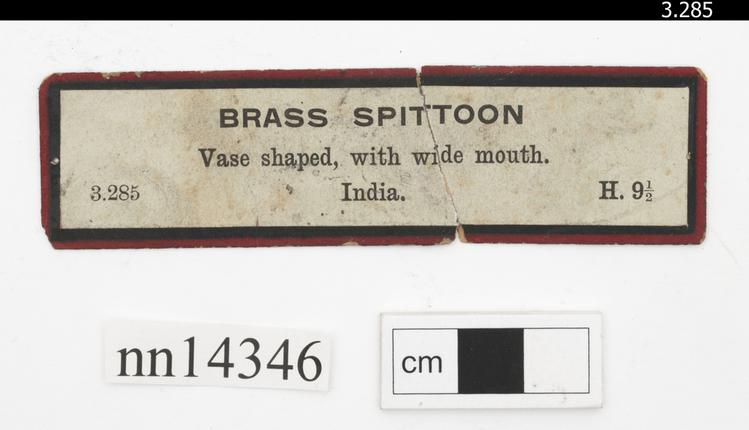 3.285
BRASS SPITTOON
Vase shaped, with wide mouth.
3.285 India. H. 9½
nn14346
cm